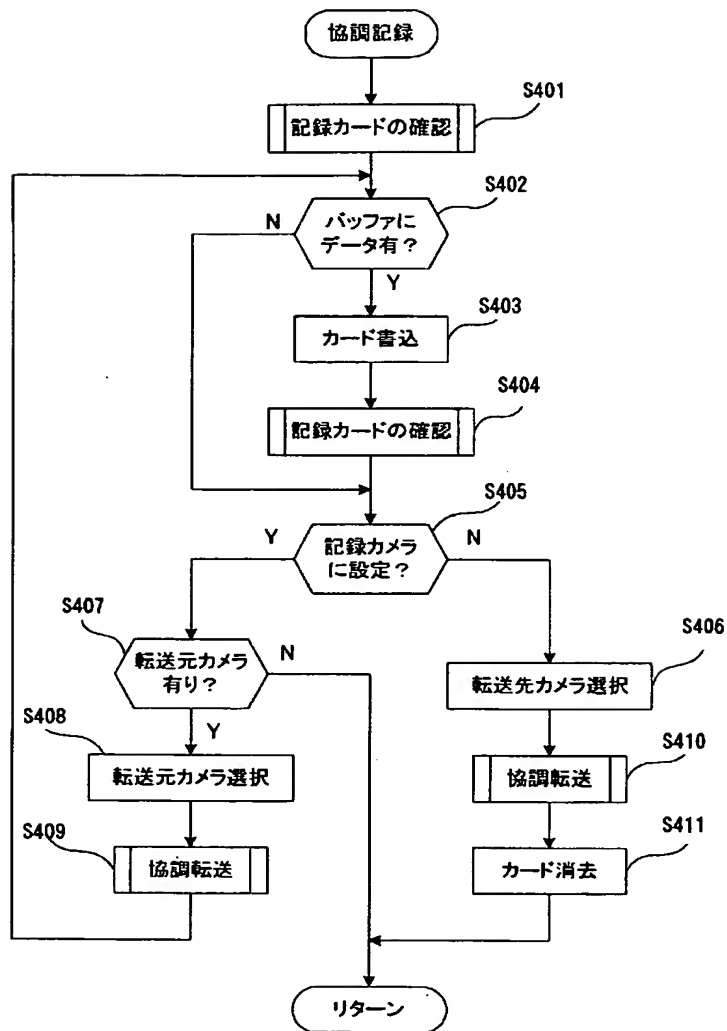 協調記録
S401
記録カードの確認
S402
バッファに
データ有?
N
Y
S403
カード書込
S404
記録カードの確認
S405
記録カメラ
に設定?
Y
N
S407
転送元カメラ
有り?
N
Y
S406
転送先カメラ選択
S408
転送元カメラ選択
S410
協調転送
S409
協調転送
S411
カード消去
リターン